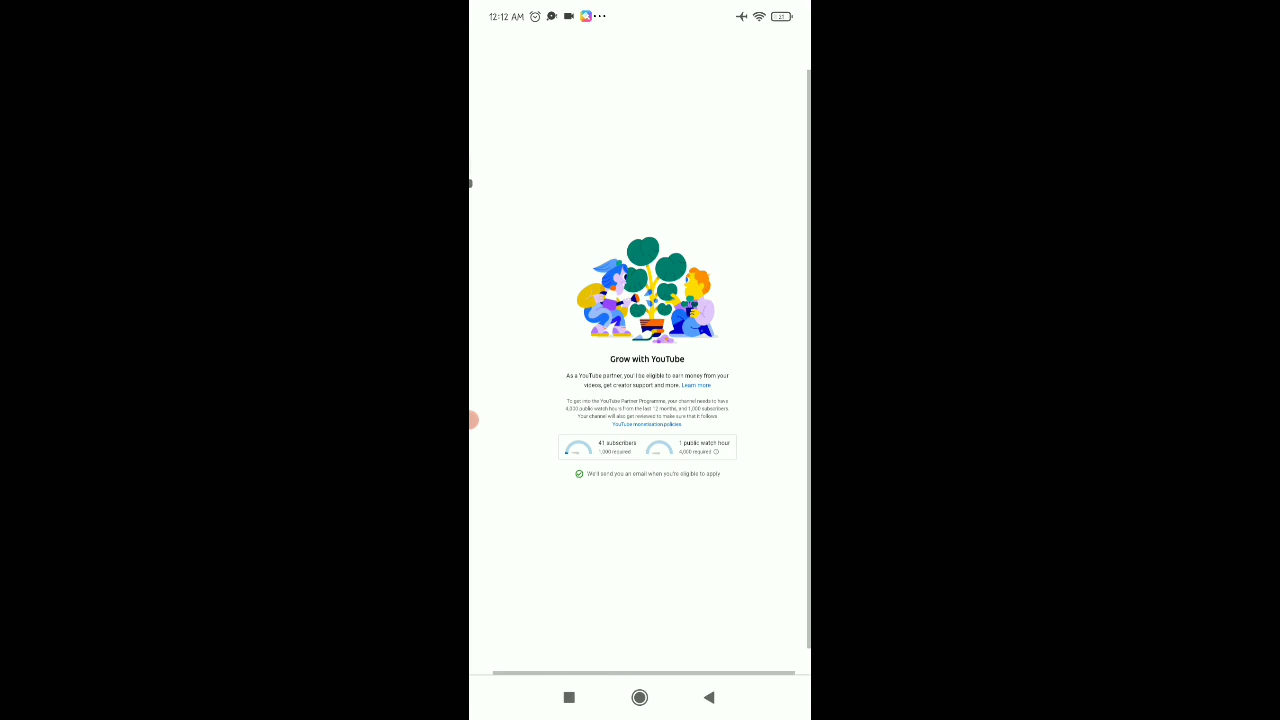 12:12 AM
21
Grow with YouTube
As a YouTube partner, you'll be eligible to earn money from your
videos, get creator support and more. Learn more
To get into the YouTube Partner Programme, your channel needs to have
4,000 public watch hours from the last 12 months, and 1,000 subscribers.
Your channel will also get reviewed to make sure that it follows
YouTube monetisation policies.
41 subscribers
1,000 required
1 public watch hour
4,000 required
We'll send you an email when you're eligible to apply